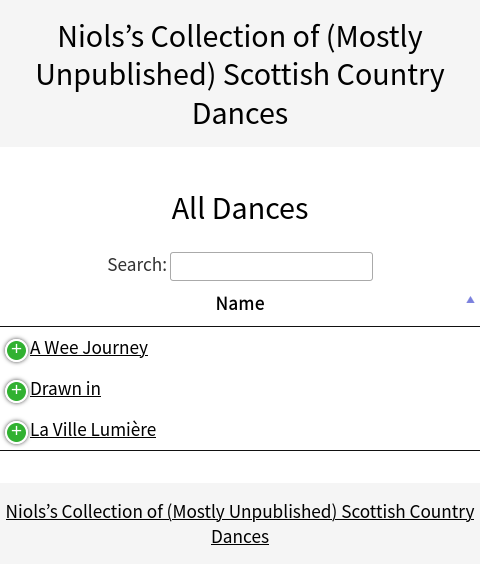 Niols’s Collection of (Mostly
Unpublished) Scottish Country
Dances
All Dances
Search:
Name
A Wee Journey
Drawn in
La Ville Lumière
Niols’s Collection of (Mostly Unpublished) Scottish Country
Dances